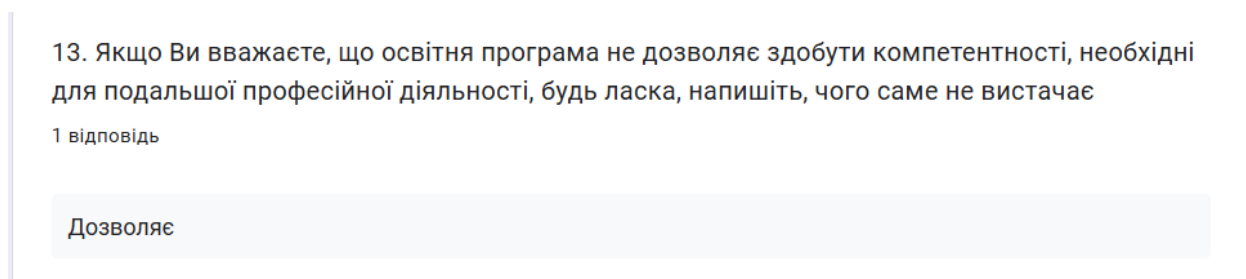 13. Якщо Ви вважаєте, що освітня програма не дозволяє здобути компетентності, необхідні
для подальшої професійної діяльності, будь ласка, напишіть, чого саме не вистачає
1 відповідь
Дозволяє